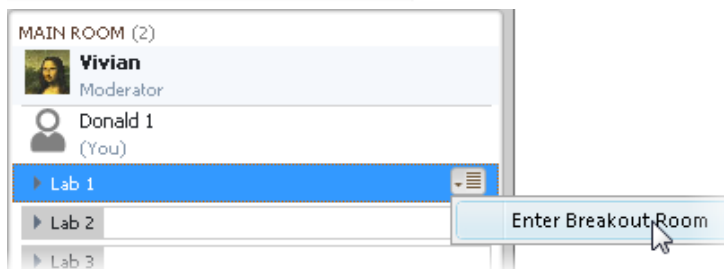 MAIN ROOM (2)
Vivian
Moderator
Donald 1
(You)
Lab 1
Lab 2
Enter Breakout Room
Lab 3